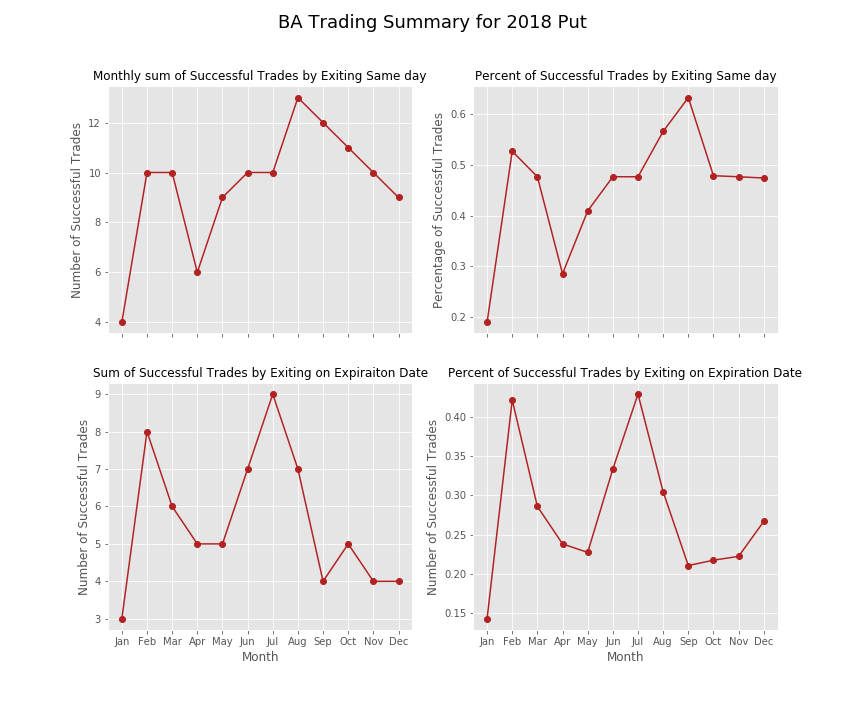 BA Trading Summary for 2018 Put
Monthly sum of Successful Trades by Exiting Same day
Number of Successful Trades
12
10
8
6
4
Percent of Successful Trades by Exiting Same day
Percentage of Successful Trades
0.6
0.5
0.4
0.3
0.2
Sum of Successful Trades by Exiting on Expiraiton Date
Number of Successful Trades
9
8
7
6
5
4
3
Jan Feb Mar Apr May Jun Jul Aug Sep Oct Nov Dec
Month
Percent of Successful Trades by Exiting on Expiration Date
Number of Successful Trades
0.40
0.35
0.30
0.25
0.20
0.15
Jan Feb Mar Apr May Jun Jul Aug Sep Oct Nov Dec
Month